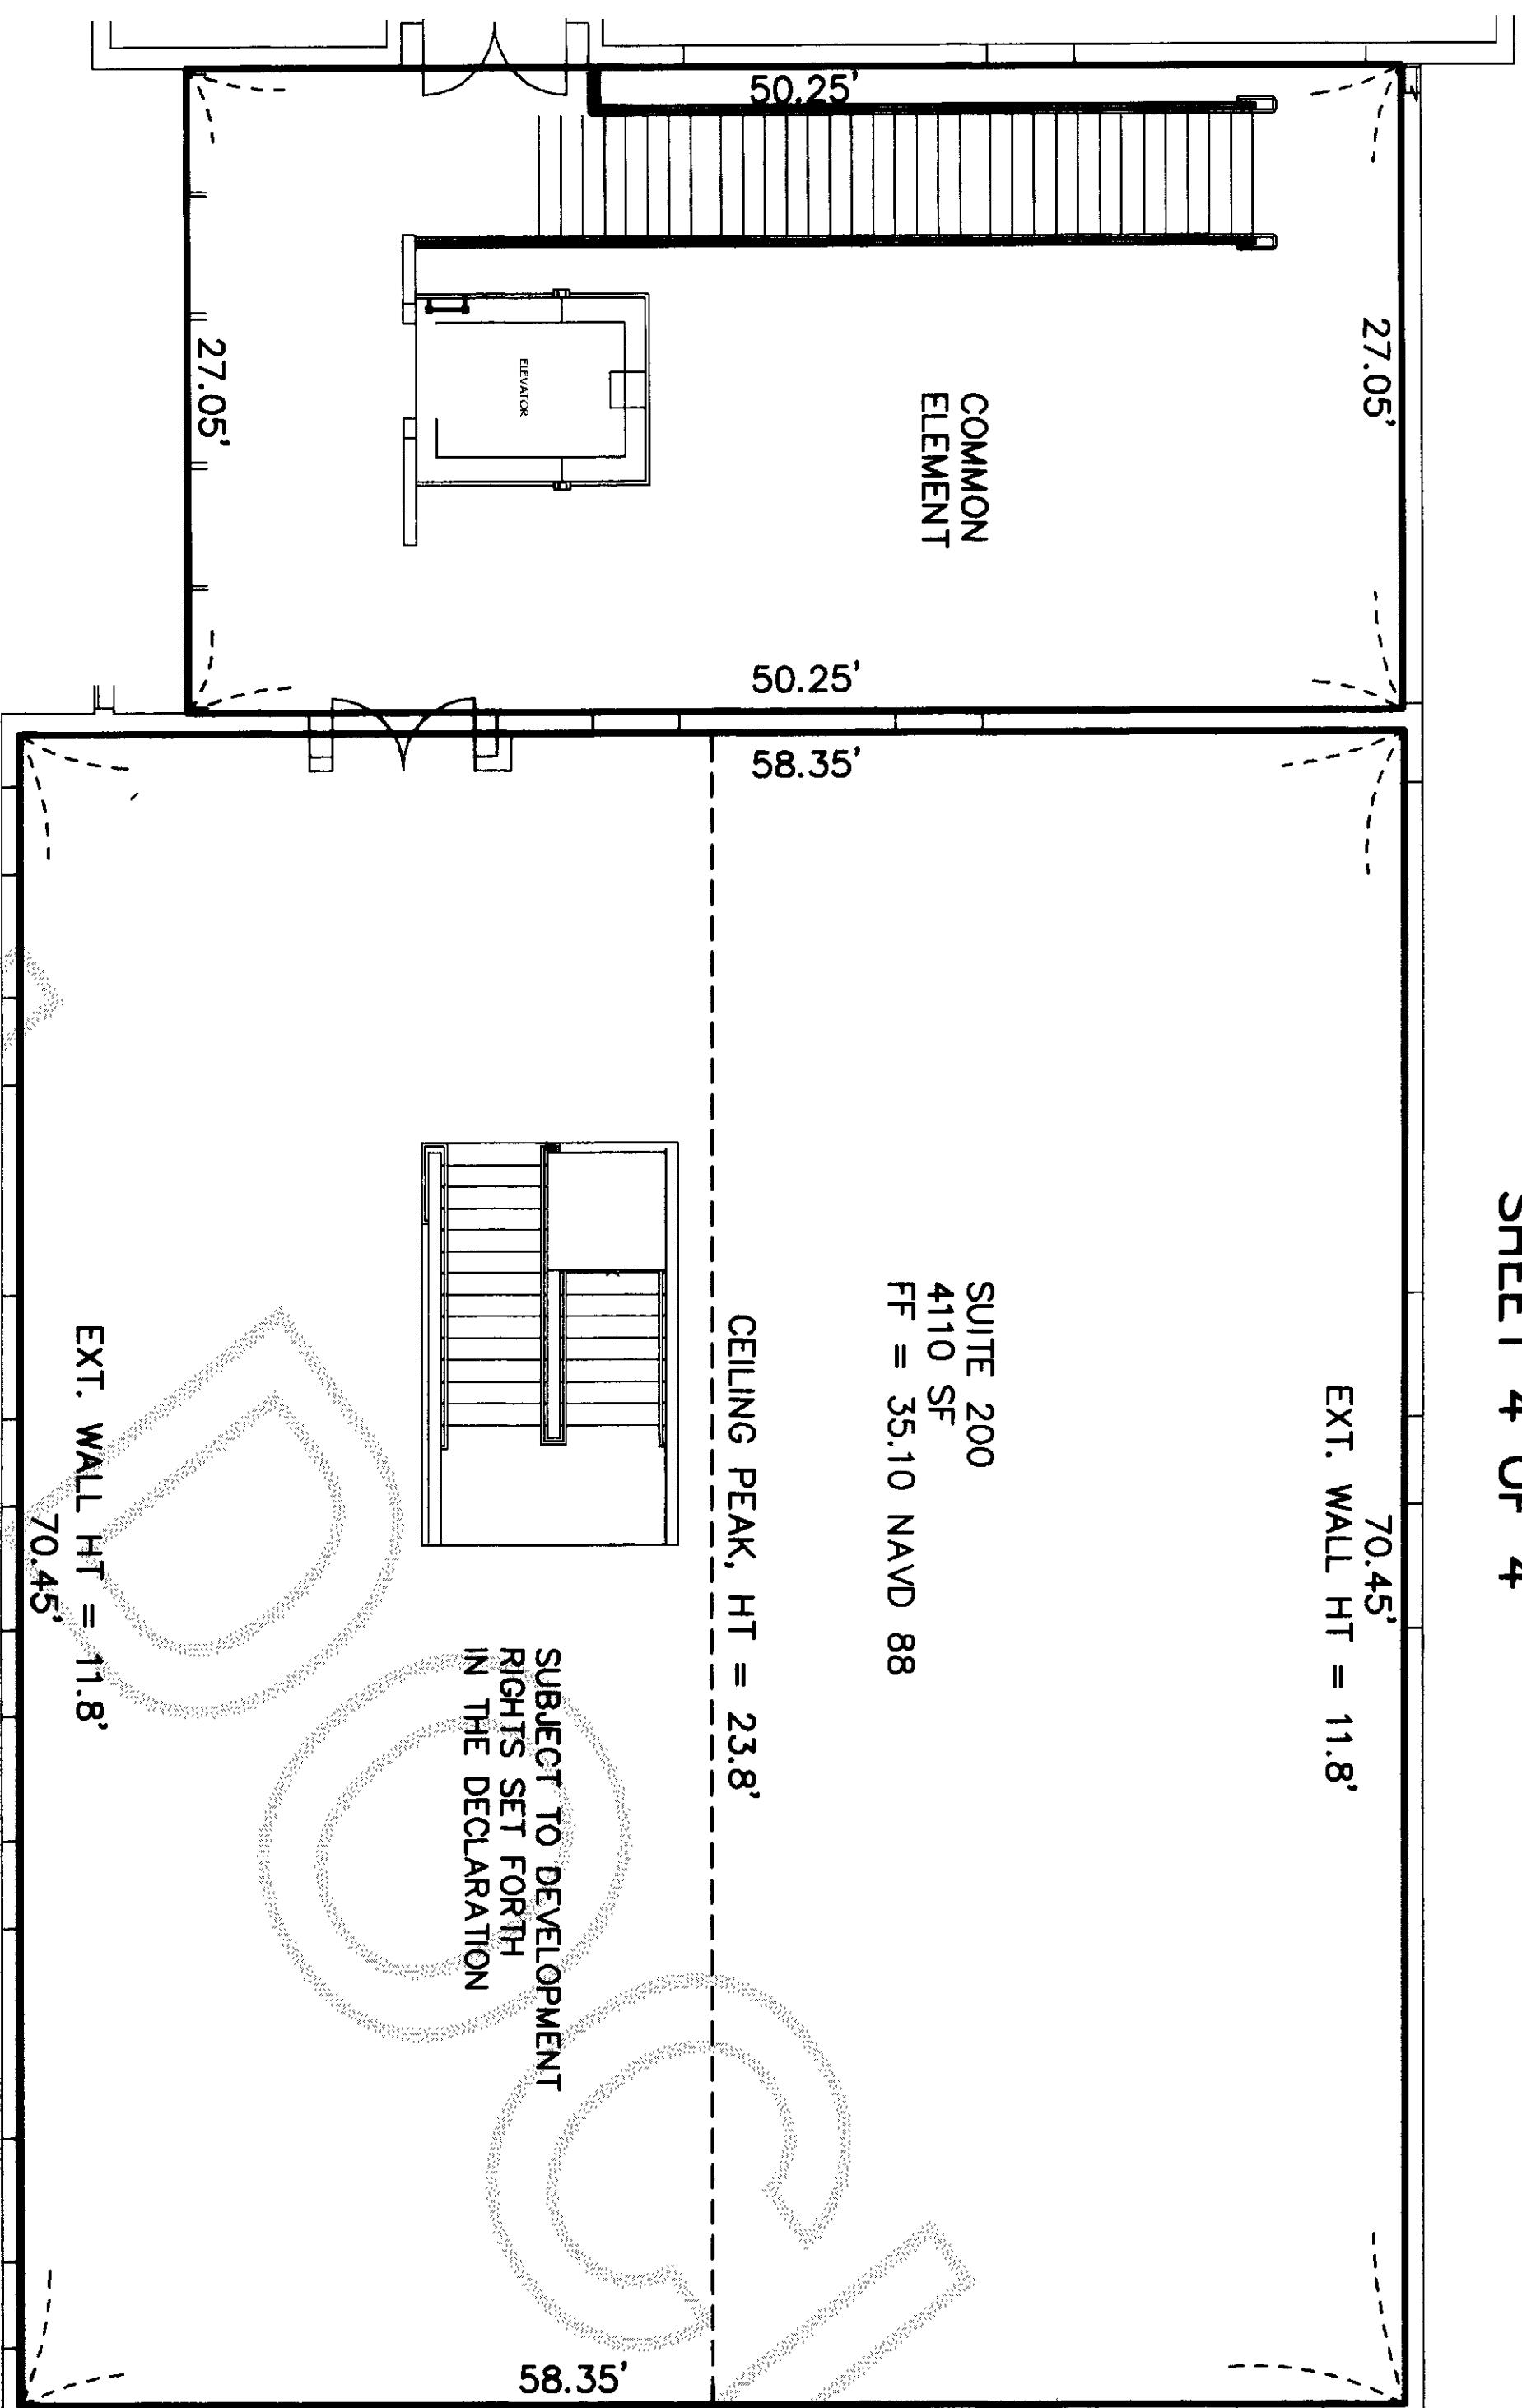 SHEET 4 OF 4
27.05'
50.25'
COMMON
ELEMENT
ELEVATOR
50.25'
27.05'
70.45'
EXT. WALL HT = 11.8'
58.35'
SUITE 200
4110 SF
FF = 35.10 NAVD 88
CEILING PEAK, HT = 23.8'
SUBJECT TO DEVELOPMENT
RIGHTS SET FORTH
IN THE DECLARATION
58.35'
EXT. WALL HT = 11.8'
70.45'